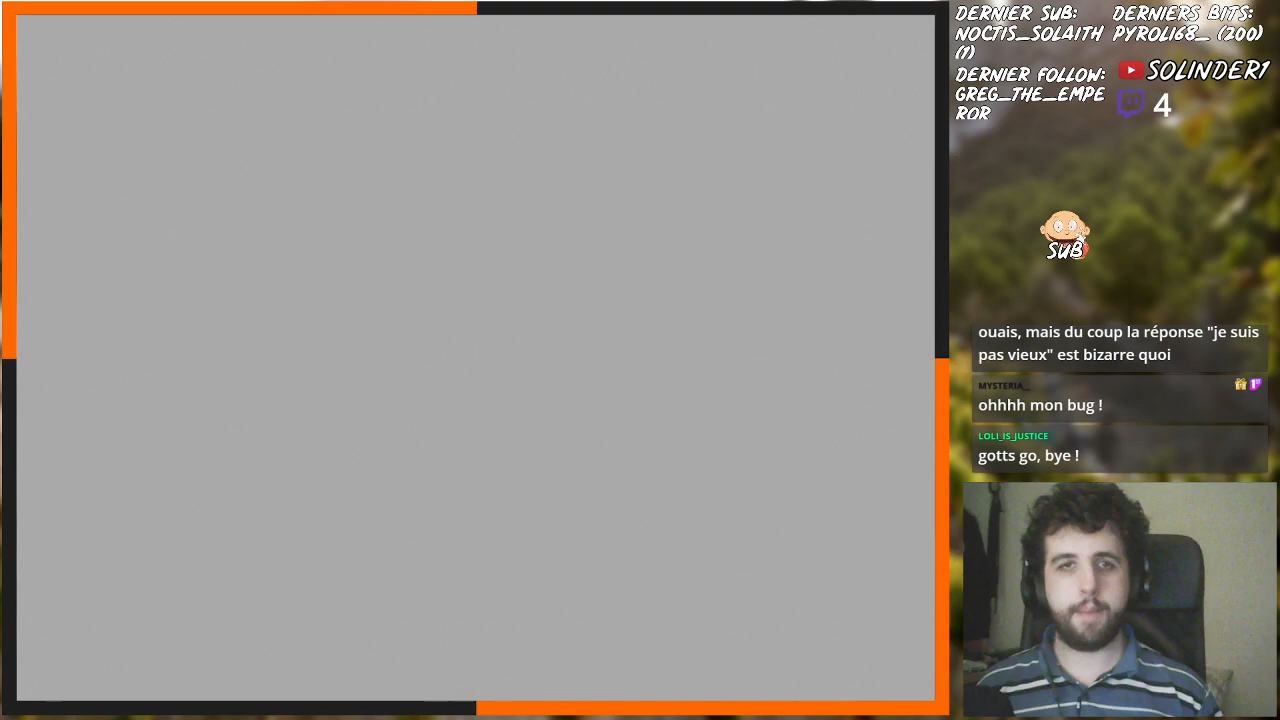 DERNIER SUB:
NOCTIS_SOLAITH
(1)
DERNIER FOLLOW:
GREG_THE_EMPE
ROR
DERNIERS BITS:
PYROLI68_ (200)
SOLINDER1
4
SUB
ouais, mais du coup la réponse "je suis
pas vieux" est bizarre quoi
MYSTERIA_
ohhhh mon bug !
LOLI_IS_JUSTICE
gotts go, bye !